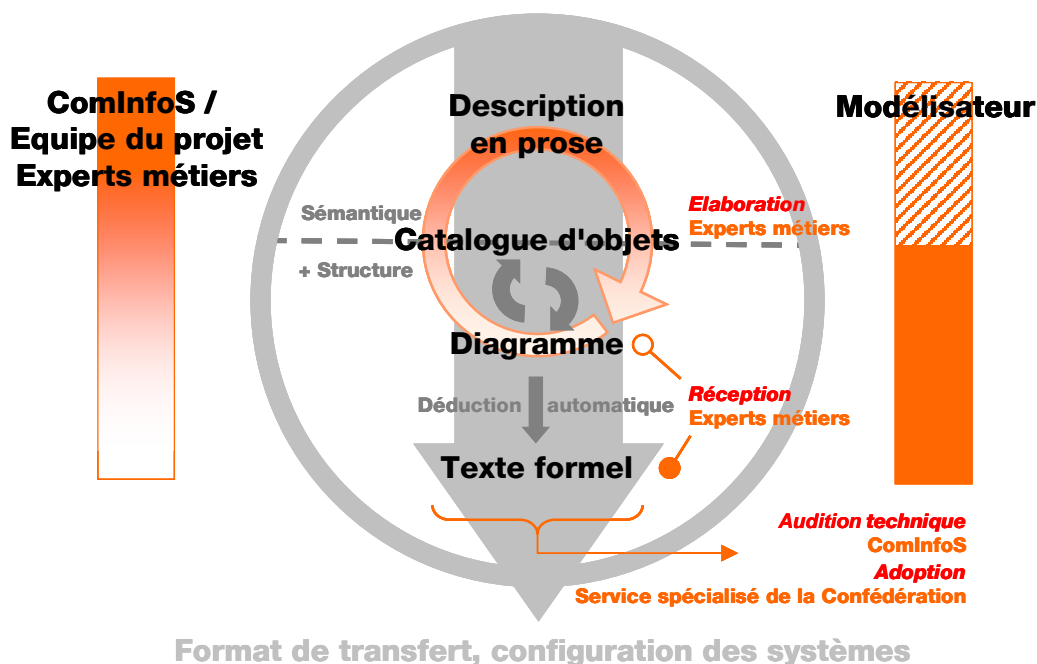 ComInfoS /
Equipe du projet
Experts métiers
Description
en prose
Modélisateur
Sémantique
Elaboration
Experts métiers
Catalogue d'objets
+ Structure
Diagramme
Déduction automatique
Réception
Experts métiers
Texte formel
Audition technique
ComInfoS
Adoption
Service spécialisé de la Confédération
Format de transfert, configuration des systèmes